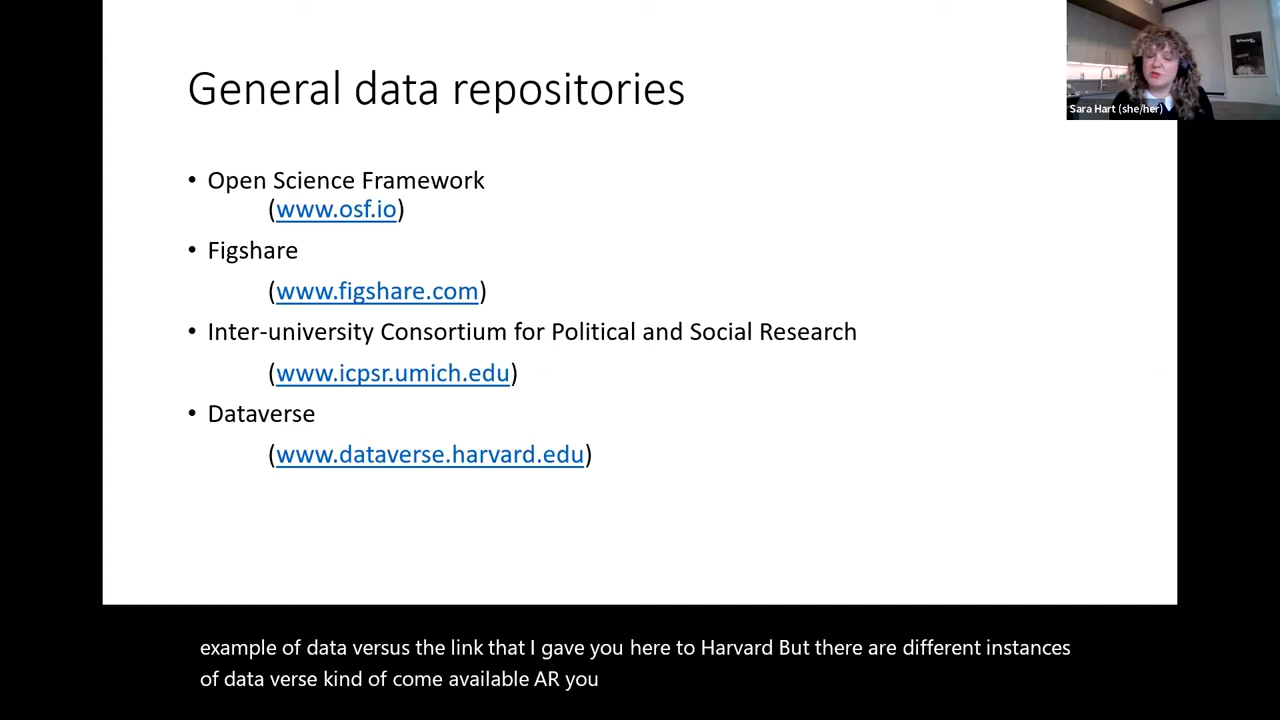 General data repositories
• Open Science Framework
(www.osf.io)
• Figshare
(www.figshare.com)
• Inter-university Consortium for Political and Social Research
(www.icpsr.umich.edu)
• Dataverse
(www.dataverse.harvard.edu)
Sara Hart (she/her)
example of data versus the link that I gave you here to Harvard But there are different instances
of data verse kind of come available AR you